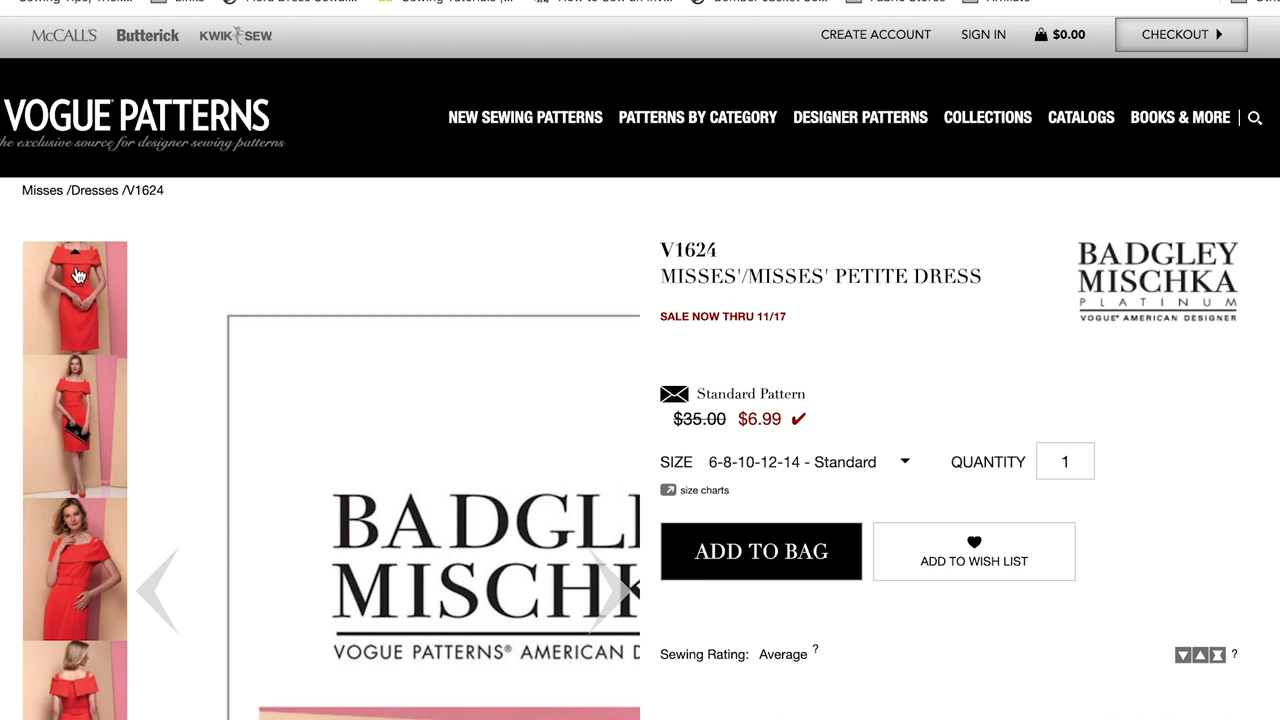 McCALL'S Butterick KWIK SEW
CREATE ACCOUNT SIGN IN $0.00 CHECKOUT
VOGUE PATTERNS
he exclusive source for designer sewing patterns
NEW SEWING PATTERNS PATTERNS BY CATEGORY DESIGNER PATTERNS COLLECTIONS CATALOGS BOOKS & MORE
Misses /Dresses /V1624
V1624
MISSES'/MISSES' PETITE DRESS
SALE NOW THRU 11/17
BADGLEY
MISCHKA
PLATINUM
VOGUE® AMERICAN DESIGNER
Standard Pattern
$35.00 $6.99 ✔
SIZE 6-8-10-12-14 - Standard QUANTITY 1
size charts
ADD TO BAG
ADD TO WISH LIST
Sewing Rating: Average ?
?
BADGL
MISCHK
VOGUE PATTERNS® AMERICAN D